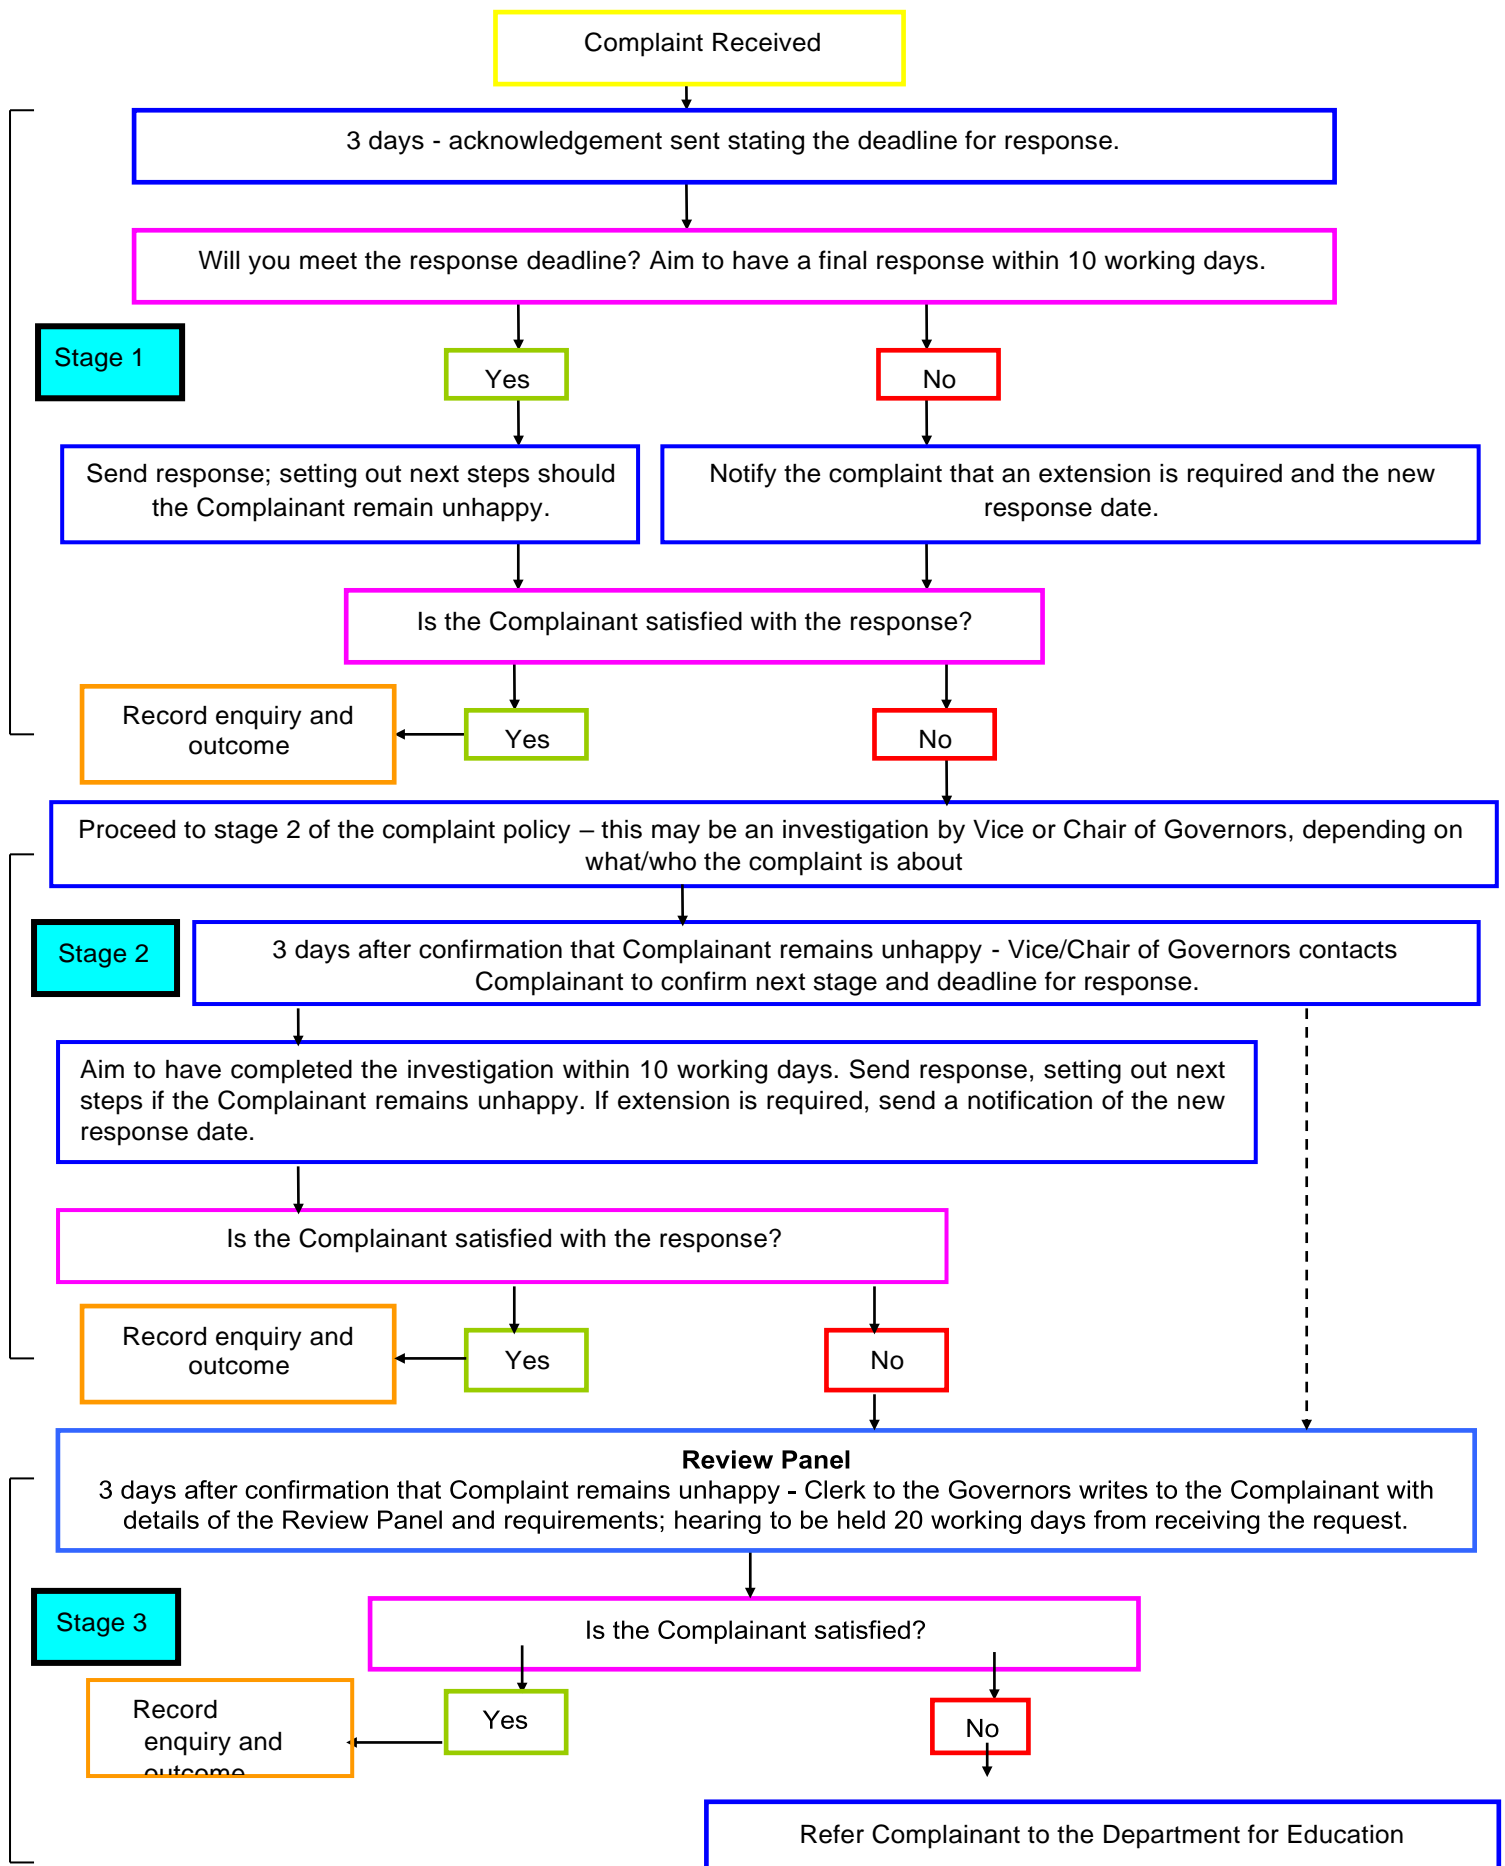 Complaint Received
3 days - acknowledgement sent stating the deadline for response.
Will you meet the response deadline? Aim to have a final response within 10 working days.
Stage 1
Yes
No
Send response; setting out next steps should
the Complainant remain unhappy.
Notify the complaint that an extension is required and the new
response date.
Is the Complainant satisfied with the response?
Record enquiry and
outcome
Yes
No
Proceed to stage 2 of the complaint policy – this may be an investigation by Vice or Chair of Governors, depending on
what/who the complaint is about
Stage 2
3 days after confirmation that Complainant remains unhappy - Vice/Chair of Governors contacts
Complainant to confirm next stage and deadline for response.
Aim to have completed the investigation within 10 working days. Send response, setting out next
steps if the Complainant remains unhappy. If extension is required, send a notification of the new
response date.
Is the Complainant satisfied with the response?
Record enquiry and
outcome
Yes
No
Review Panel
3 days after confirmation that Complaint remains unhappy - Clerk to the Governors writes to the Complainant with
details of the Review Panel and requirements; hearing to be held 20 working days from receiving the request.
Stage 3
Is the Complainant satisfied?
Record
enquiry and
outcome
Yes
No
Refer Complainant to the Department for Education